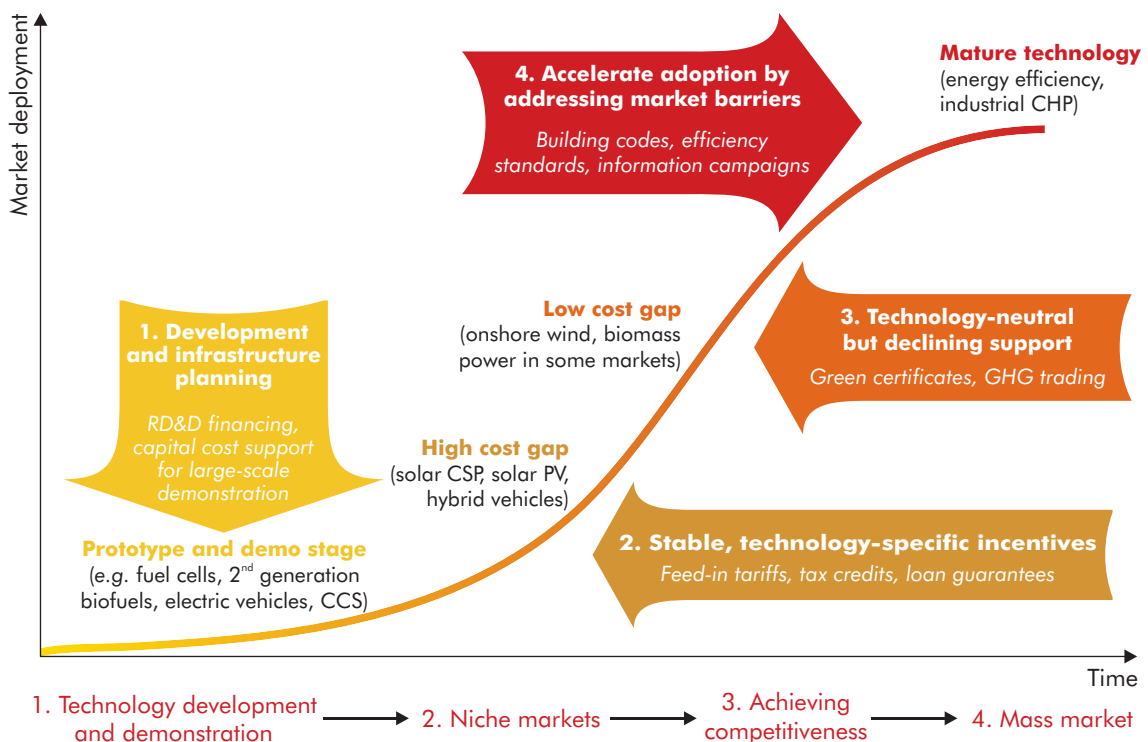 Market deployment
4. Accelerate adoption by
addressing market barriers
Building codes, efficiency
standards, information campaigns
Mature technology
(energy efficiency,
industrial CHP)
1. Development
and infrastructure
planning
RD&D financing,
capital cost support
for large-scale
demonstration
Low cost gap
(onshore wind, biomass
power in some markets)
3. Technology-neutral
but declining support
Green certificates, GHG trading
High cost gap
(solar CSP, solar PV,
hybrid vehicles)
2. Stable, technology-specific incentives
Feed-in tariffs, tax credits, loan guarantees
Prototype and demo stage
(e.g. fuel cells, 2nd generation
biofuels, electric vehicles, CCS)
Time
1. Technology development
and demonstration
2. Niche markets
3. Achieving
competitiveness
4. Mass market